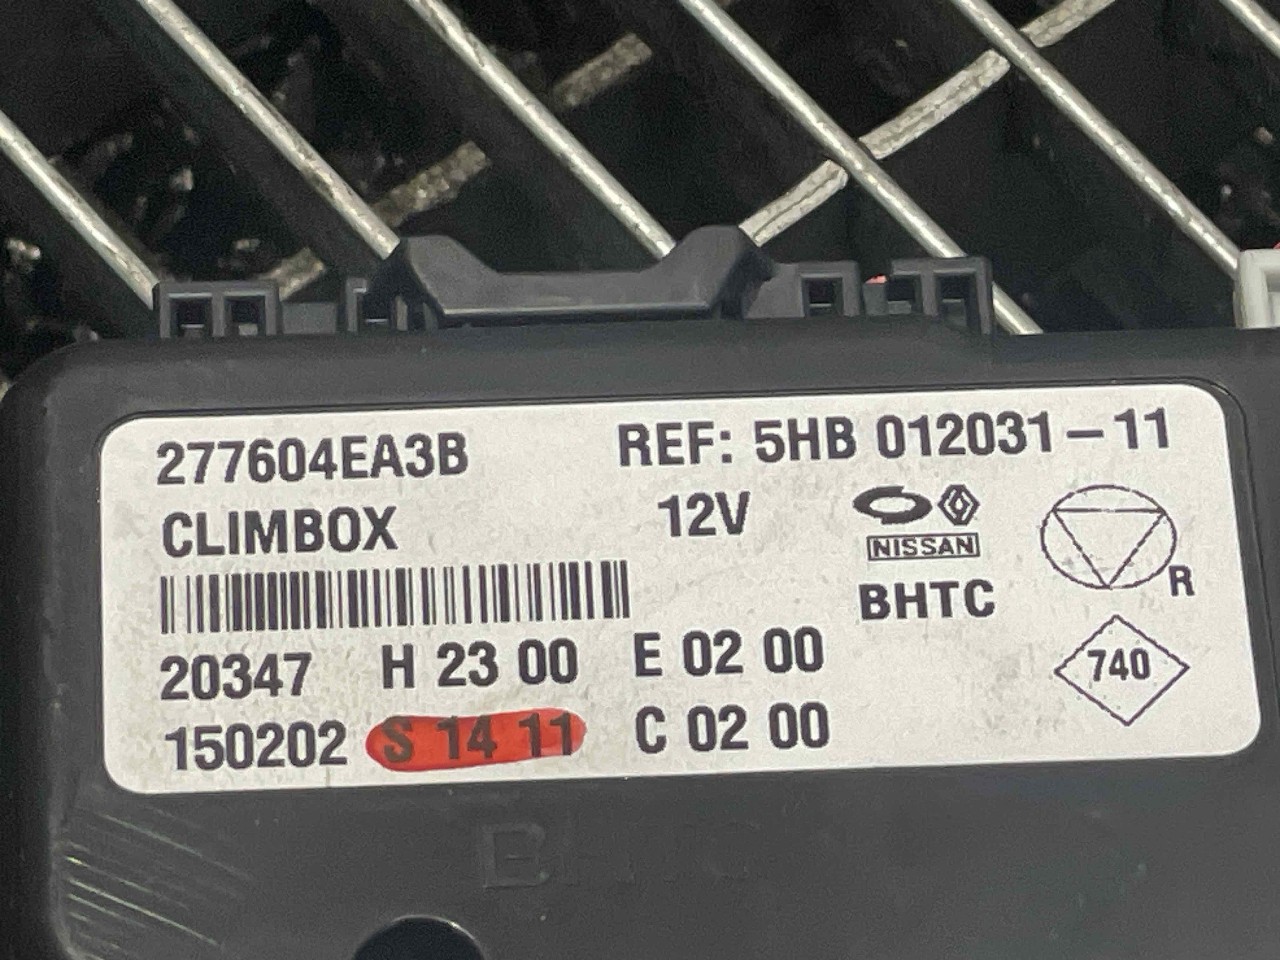 277604EA3B REF: 5HB 012031-11
CLIMBOX 12V
NISSAN
BHTC
R
20347 H 23 00 E 02 00
740
150202 S 14 11 C 02 00
BHTC